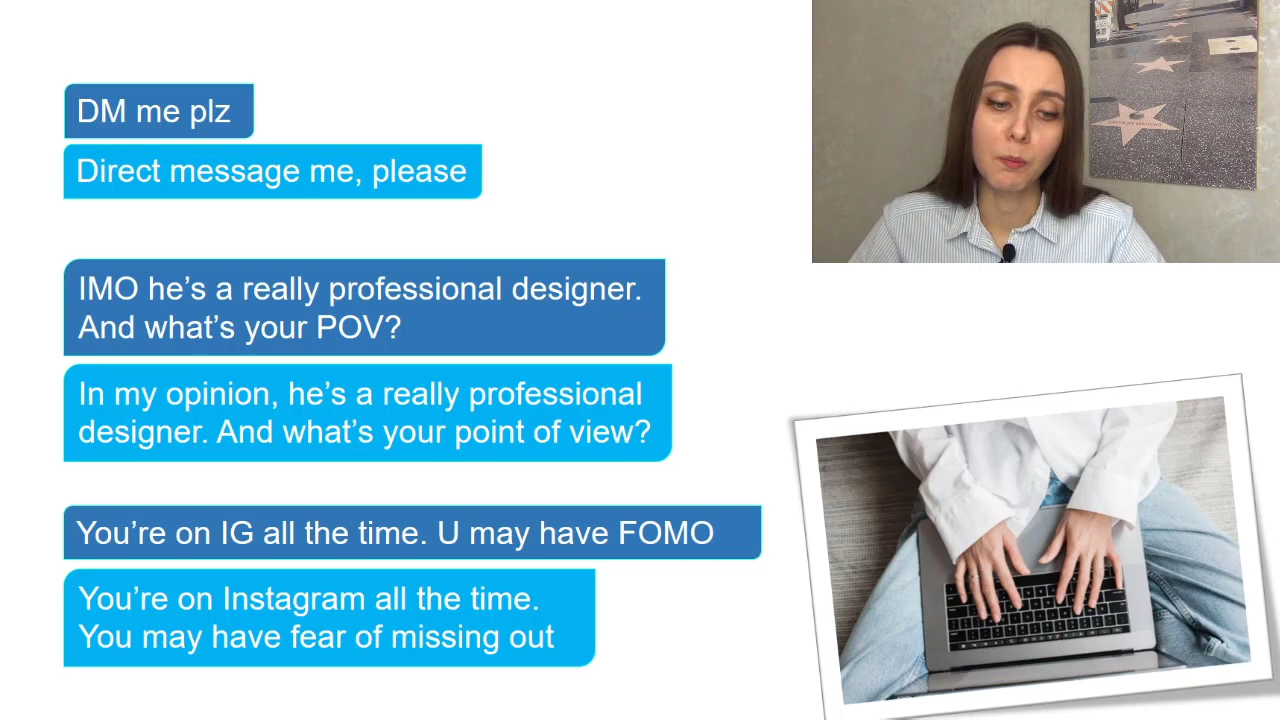 DM me plz
Direct message me, please
IMO he’s a really professional designer.
And what’s your POV?
In my opinion, he’s a really professional
designer. And what’s your point of view?
You’re on IG all the time. U may have FOMO
You’re on Instagram all the time.
You may have fear of missing out